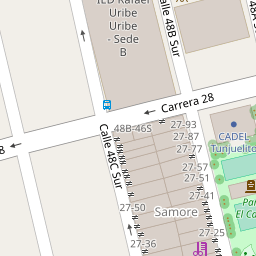 IED Rafael
Uribe
Uribe
- Sede
B
Calle 48B Sur
Carrera 28
48B-46S
27-93
27-87
27-77
CADEL
Tunjuelito
Calle 48C Sur
27-57
27-51
27-41
27-50
Samore
27-25
27-36